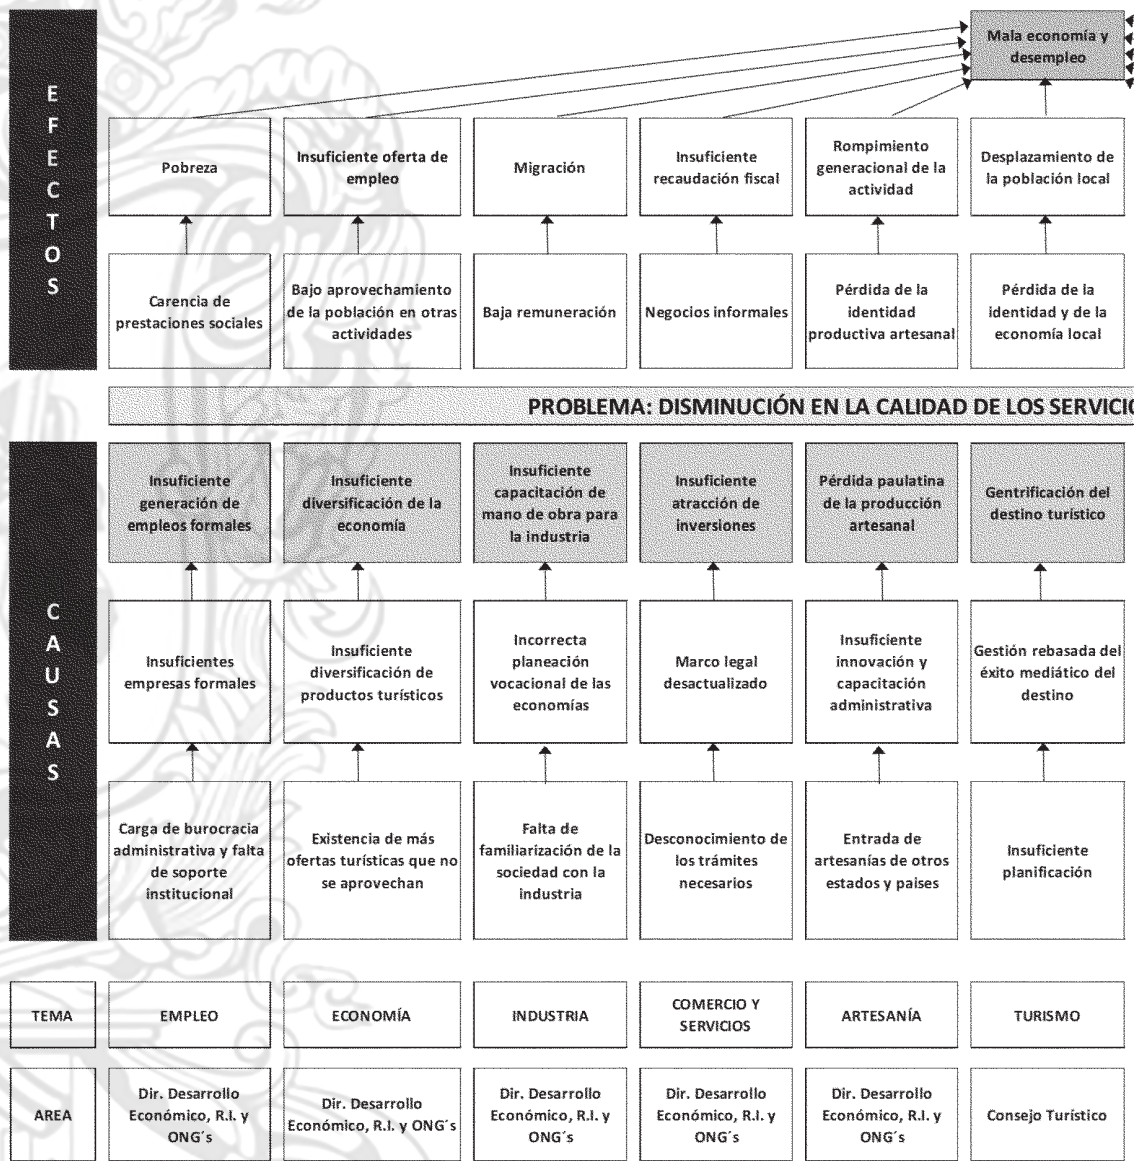 EFECTOS
Mala economía y
desempleo
Pobreza
Insuficiente oferta de
empleo
Migración
Insuficiente
recaudación fiscal
Rompimiento
generacional de la
actividad
Desplazamiento de
la población local
Carencia de
prestaciones sociales
Bajo aprovechamiento
de la población en otras
actividades
Baja remuneración
Negocios informales
Pérdida de la
identidad
productiva artesanal
Pérdida de la
identidad y de la
economía local
PROBLEMA: DISMINUCIÓN EN LA CALIDAD DE LOS SERVICIO
CAUSAS
Insuficiente
generación de
empleos formales
Insuficiente
diversificación de la
economía
Insuficiente
capacitación de
mano de obra para
la industria
Insuficiente
atracción de
inversiones
Pérdida paulatina
de la producción
artesanal
Gentrificación del
destino turístico
Insuficientes
empresas formales
Insuficiente
diversificación de
productos turísticos
Incorrecta
planeación
vocacional de las
economías
Marco legal
desactualizado
Insuficiente
innovación y
capacitación
administrativa
Gestión rebasada del
éxito mediático del
destino
Carga de burocracia
administrativa y falta
de soporte
institucional
Existencia de más
ofertas turísticas que no
se aprovechan
Falta de
familiarización de la
sociedad con la
industria
Desconocimiento de
los trámites
necesarios
Entrada de
artesanías de otros
estados y paises
Insuficiente
planificación
TEMA
EMPLEO
ECONOMÍA
INDUSTRIA
COMERCIO Y
SERVICIOS
ARTESANÍA
TURISMO
AREA
Dir. Desarrollo
Económico, R.I. y
ONG´s
Dir. Desarrollo
Económico, R.I. y ONG´s
Dir. Desarrollo
Económico, R.I. y
ONG´s
Dir. Desarrollo
Económico, R.I. y
ONG´s
Dir. Desarrollo
Económico, R.I. y
ONG´s
Consejo Turístico